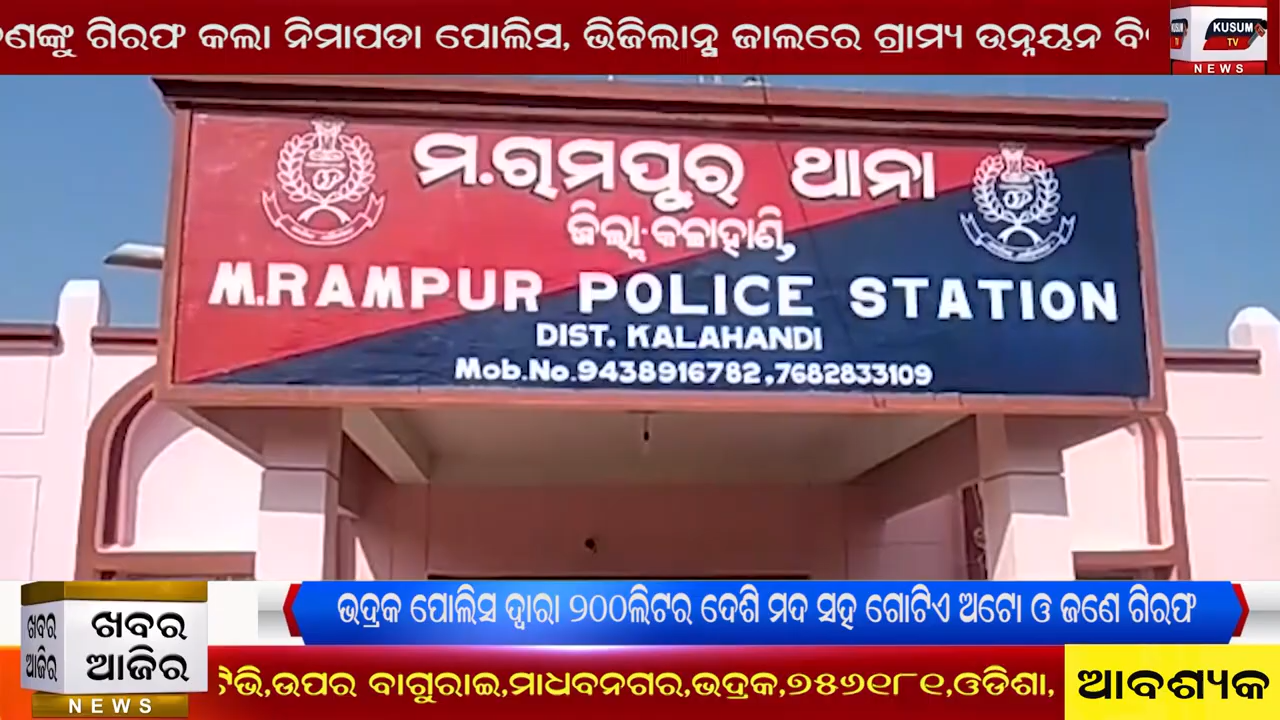 ଣଙ୍କୁ ଗିରଫ କଲା ନିମାପଡା ପୋଲିସ, ଭିଜିଲାନ୍ସ ଜାଲରେ ଗ୍ରାମ୍ୟ ଉନ୍ନୟନ
KUSUM
TV
NEWS
ମ.ରାମପୁର ଥାନା
ଜିଲ୍ଲା-କଳାହାଣ୍ଡି
M.RAMPUR POLICE STATION
DIST. KALAHANDI
Mob.No.9438916782,7682833109
ଭଦ୍ରକ ପୋଲିସ ଦ୍ୱାରା ୨୦୦ଲିଟର ଦେଶି ମଦ ସହ ଗୋଟିଏ ଅଟୋ ଓ ଜଣେ ଗିରଫ
ଖବର
ଆଜିର
ଖବର
ଆଜିର
NEWS
ଟିଭି,ଉପର ବାଗୁରାଇ,ମାଧବନଗର,ଭଦ୍ରକ,୭୫୬୧୮୧,ଓଡିଶା,
ଆବଶ୍ୟକ